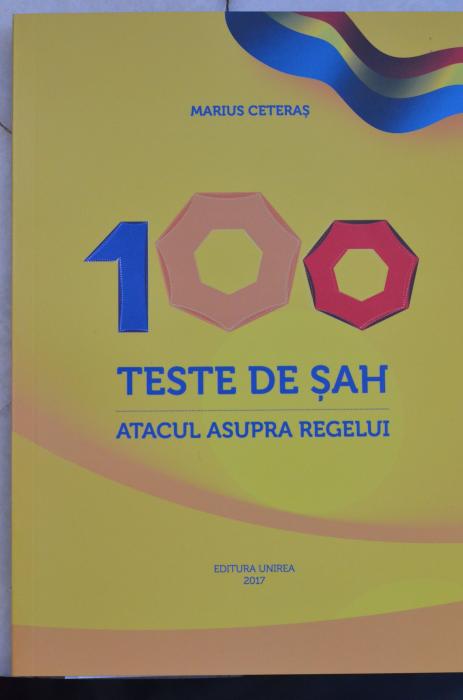 MARIUS CETERAȘ
100
TESTE DE ȘAH
ATACUL ASUPRA REGELUI
EDITURA UNIREA
2017